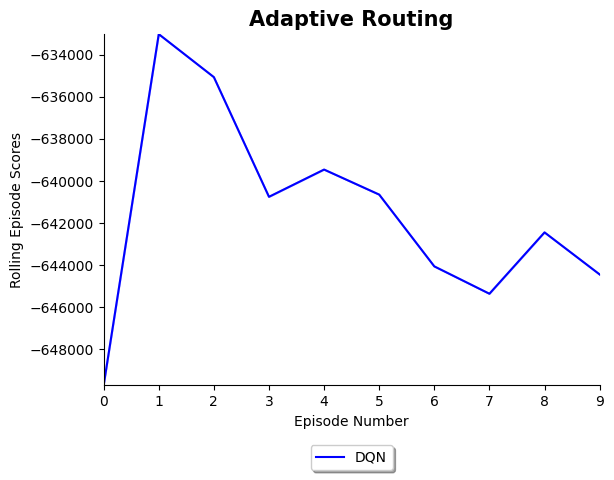 Adaptive Routing
Rolling Episode Scores
−634000
−636000
−638000
−640000
−642000
−644000
−646000
−648000
0 1 2 3 4 5 6 7 8 9
Episode Number
DQN